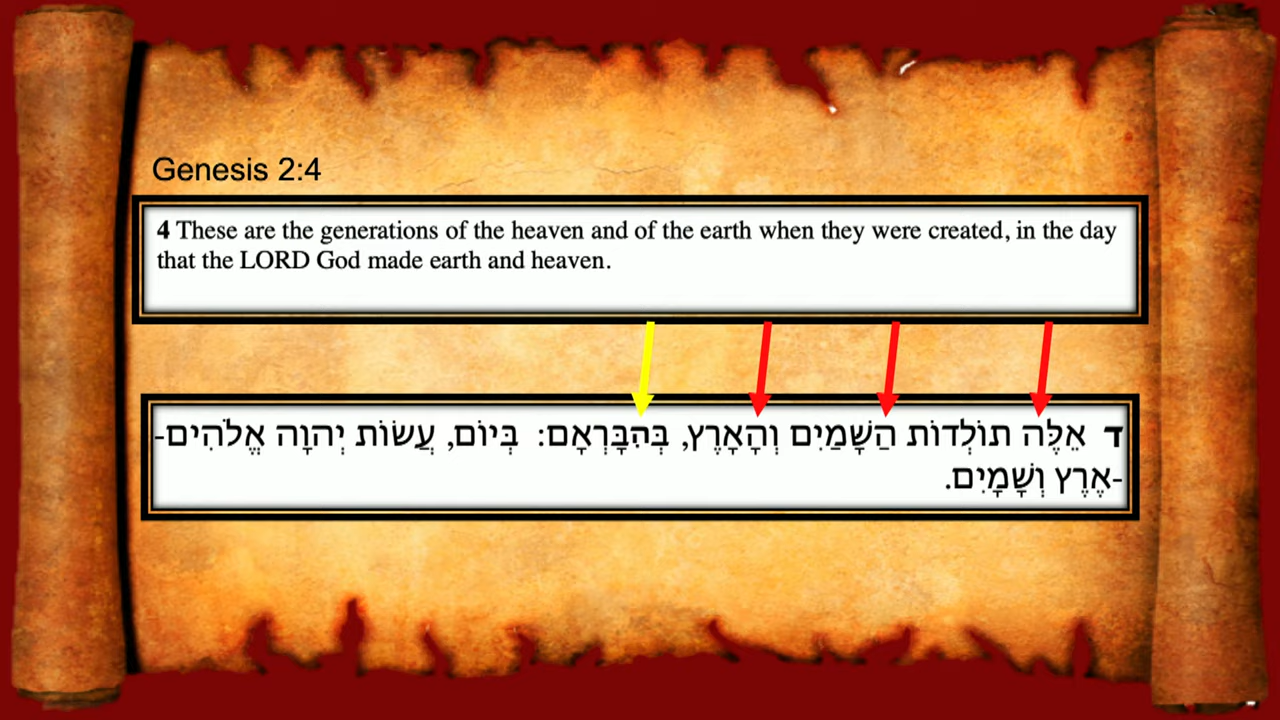 Genesis 2:4
4 These are the generations of the heaven and of the earth when they were created, in the day
that the LORD God made earth and heaven.
ד אֵלֶּה תוֹלְדוֹת הַשָּׁמַיִם וְהָאָרֶץ, בְּהִבָּרְאָם: בְּיוֹם, עֲשׂוֹת יְהוָה אֱלֹהִים-
-אֶרֶץ וְשָׁמָיִם.